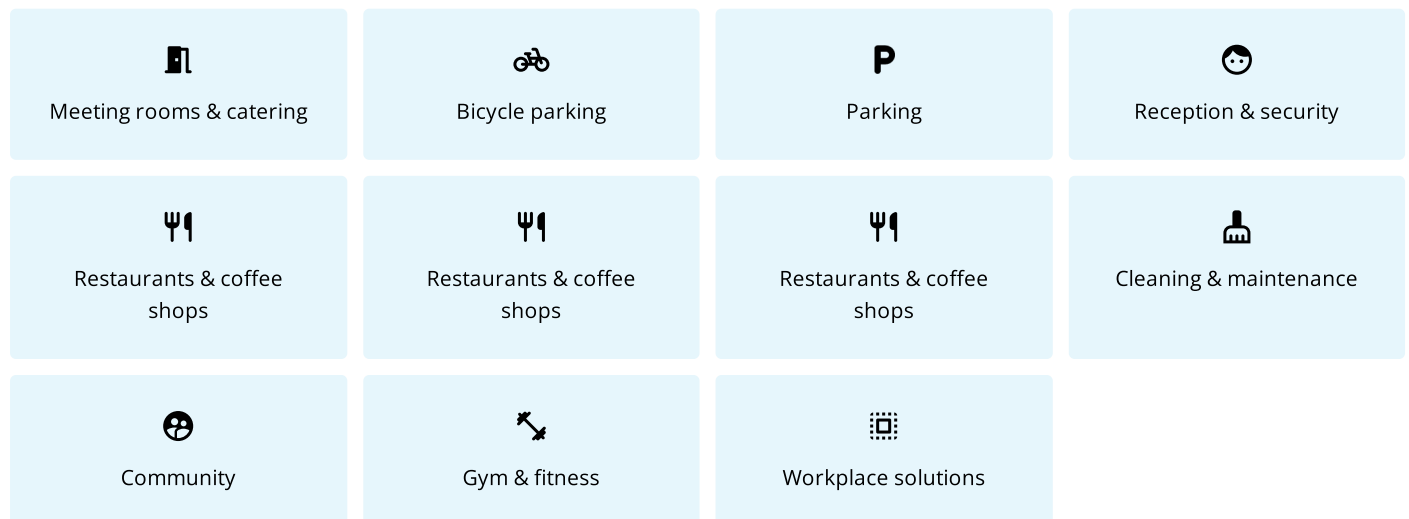 Meeting rooms & catering
Bicycle parking
Parking
Reception & security
Restaurants & coffee
shops
Restaurants & coffee
shops
Restaurants & coffee
shops
Cleaning & maintenance
Community
Gym & fitness
Workplace solutions